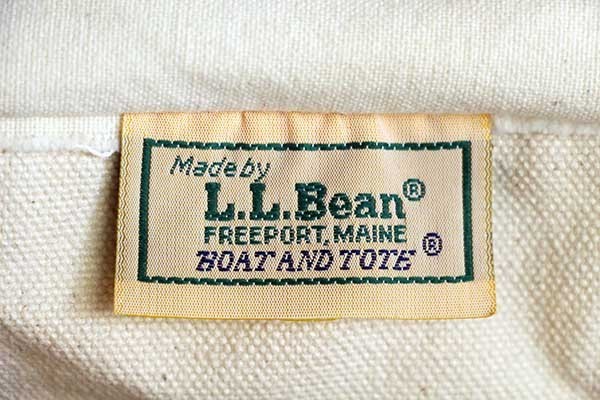 Made by
L.L.Bean®
FREEPORT, MAINE
BOAT AND TOTE®